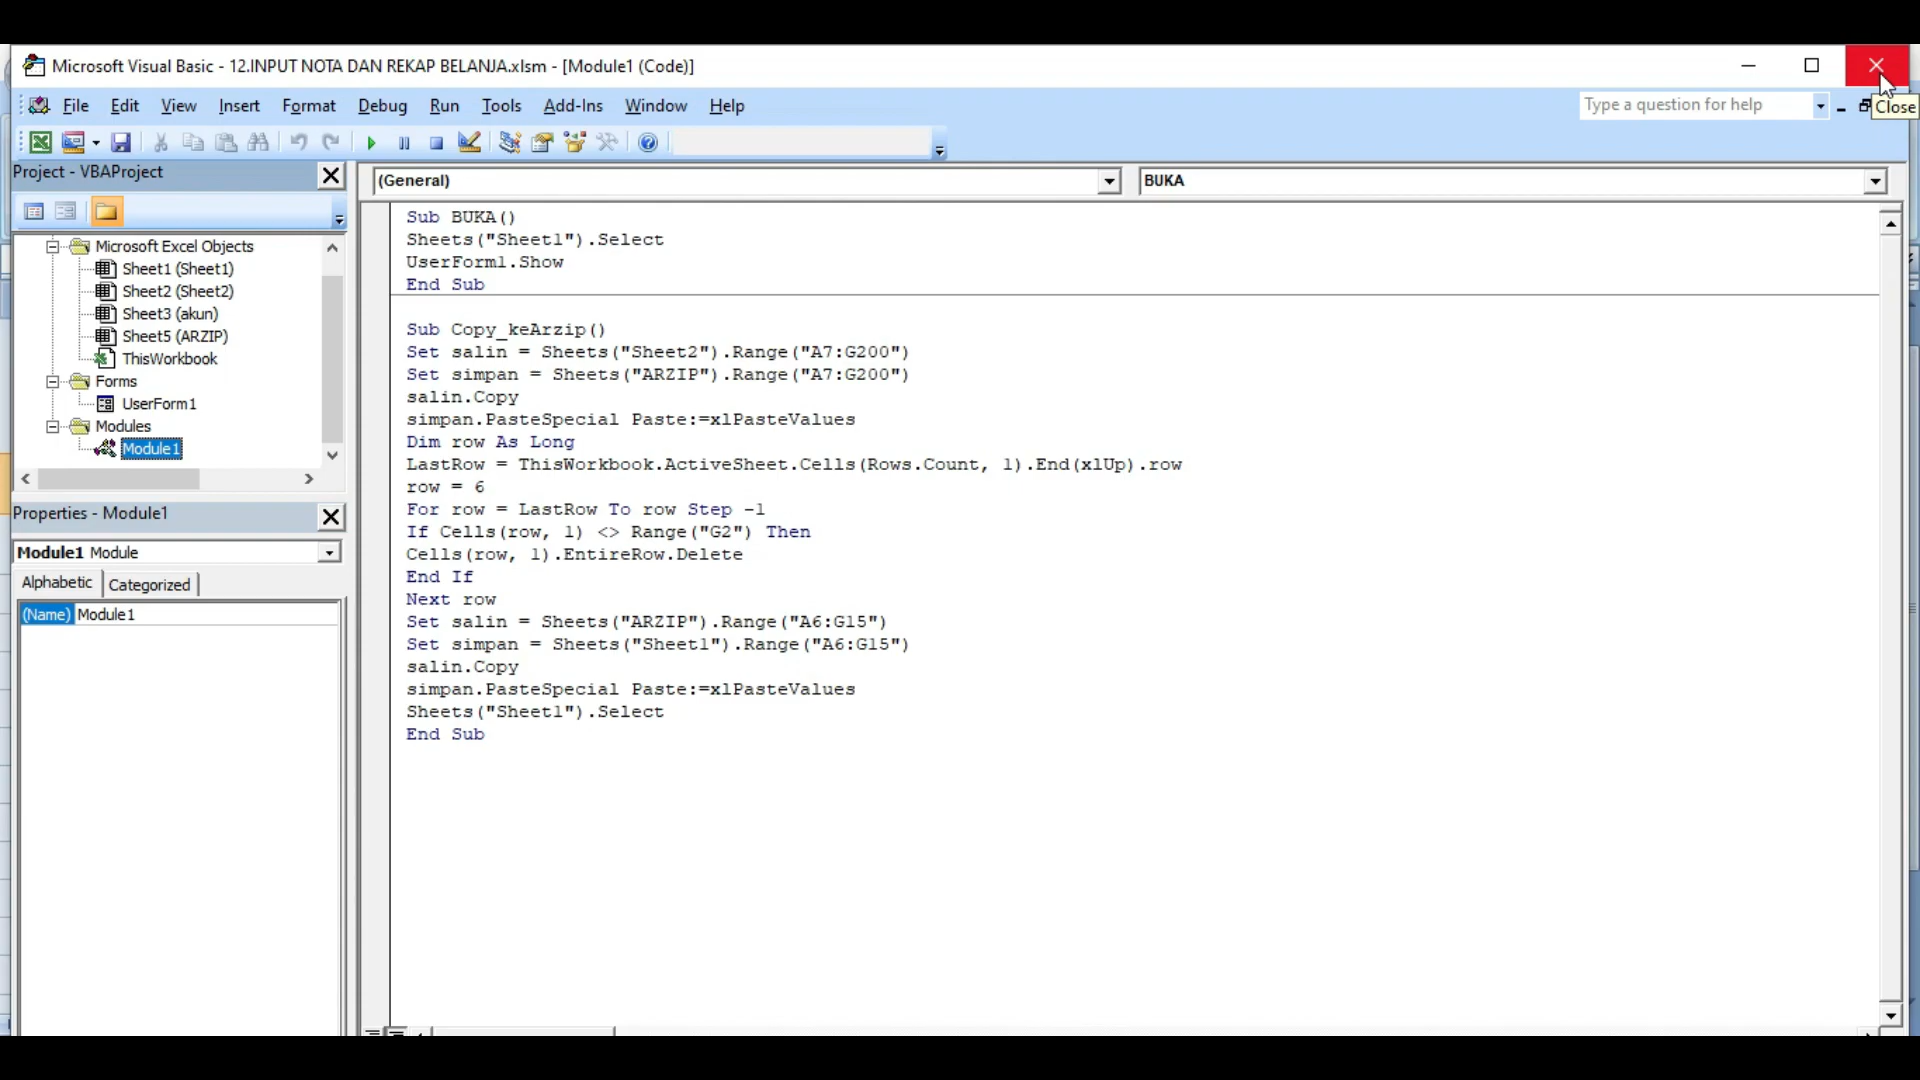 Microsoft Visual Basic - 12.INPUT NOTA DAN REKAP BELANJA.xlsm - [Module1 (Code)]
File Edit View Insert Format Debug Run Tools Add-Ins Window Help
Type a question for help
Close
Project - VBAProject
(General)
BUKA
Microsoft Excel Objects
Sheet1 (Sheet1)
Sheet2 (Sheet2)
Sheet3 (akun)
Sheet5 (ARZIP)
ThisWorkbook
Forms
UserForm1
Modules
Module1
Properties - Module1
Module1 Module
Alphabetic Categorized
(Name) Module1
Sub BUKA()
Sheets("Sheet1").Select
UserForm1.Show
End Sub
Sub Copy_keArzip()
Set salin = Sheets("Sheet2").Range("A7:G200")
Set simpan = Sheets("ARZIP").Range("A7:G200")
salin.Copy
simpan.PasteSpecial Paste:=xlPasteValues
Dim row As Long
LastRow = ThisWorkbook.ActiveSheet.Cells(Rows.Count, 1).End(xlUp).row
row = 6
For row = LastRow To row Step -1
If Cells(row, 1) <> Range("G2") Then
Cells(row, 1).EntireRow.Delete
End If
Next row
Set salin = Sheets("ARZIP").Range("A6:G15")
Set simpan = Sheets("Sheet1").Range("A6:G15")
salin.Copy
simpan.PasteSpecial Paste:=xlPasteValues
Sheets("Sheet1").Select
End Sub